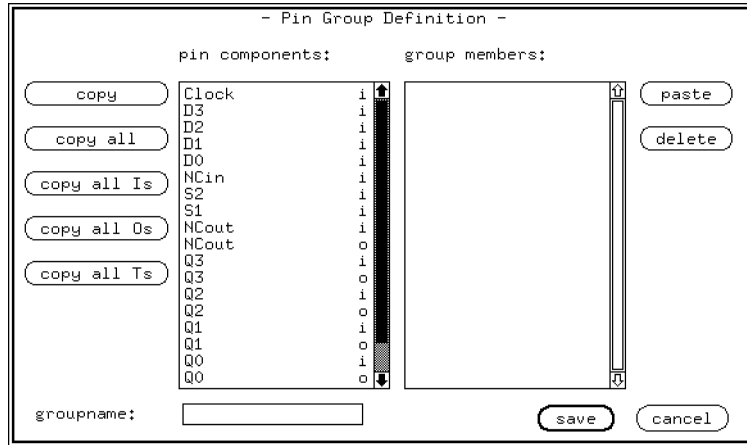 - Pin Group Definition -
pin components: group members:
copy
copy all
copy all Is
copy all Os
copy all Ts
Clock i
D3 i
D2 i
D1 i
D0 i
NCin i
S2 i
S1 i
NCout i
NCout o
Q3 i
Q3 o
Q2 i
Q2 o
Q1 i
Q1 o
Q0 i
Q0 o
paste
delete
groupname:
save cancel